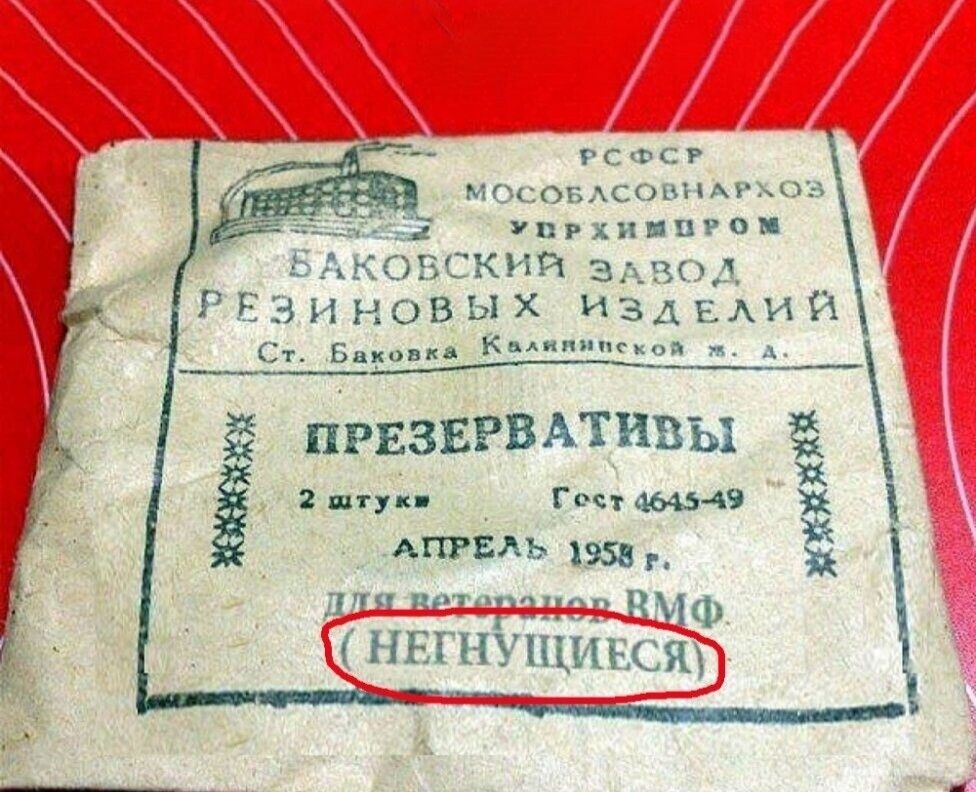 РСФСР
МОСОБЛСОВНАРХОЗ
УПРХИМПРОМ
БАКОВСКИЙ ЗАВОД
РЕЗИНОВЫХ ИЗДЕЛИЙ
Ст. Баковка Калининской ж. д.
ПРЕЗЕРВАТИВЫ
2 штуки Гост 4645-49
АПРЕЛЬ 1958 г.
для ветеранов ВМФ
(НЕГНУЩИЕСЯ)